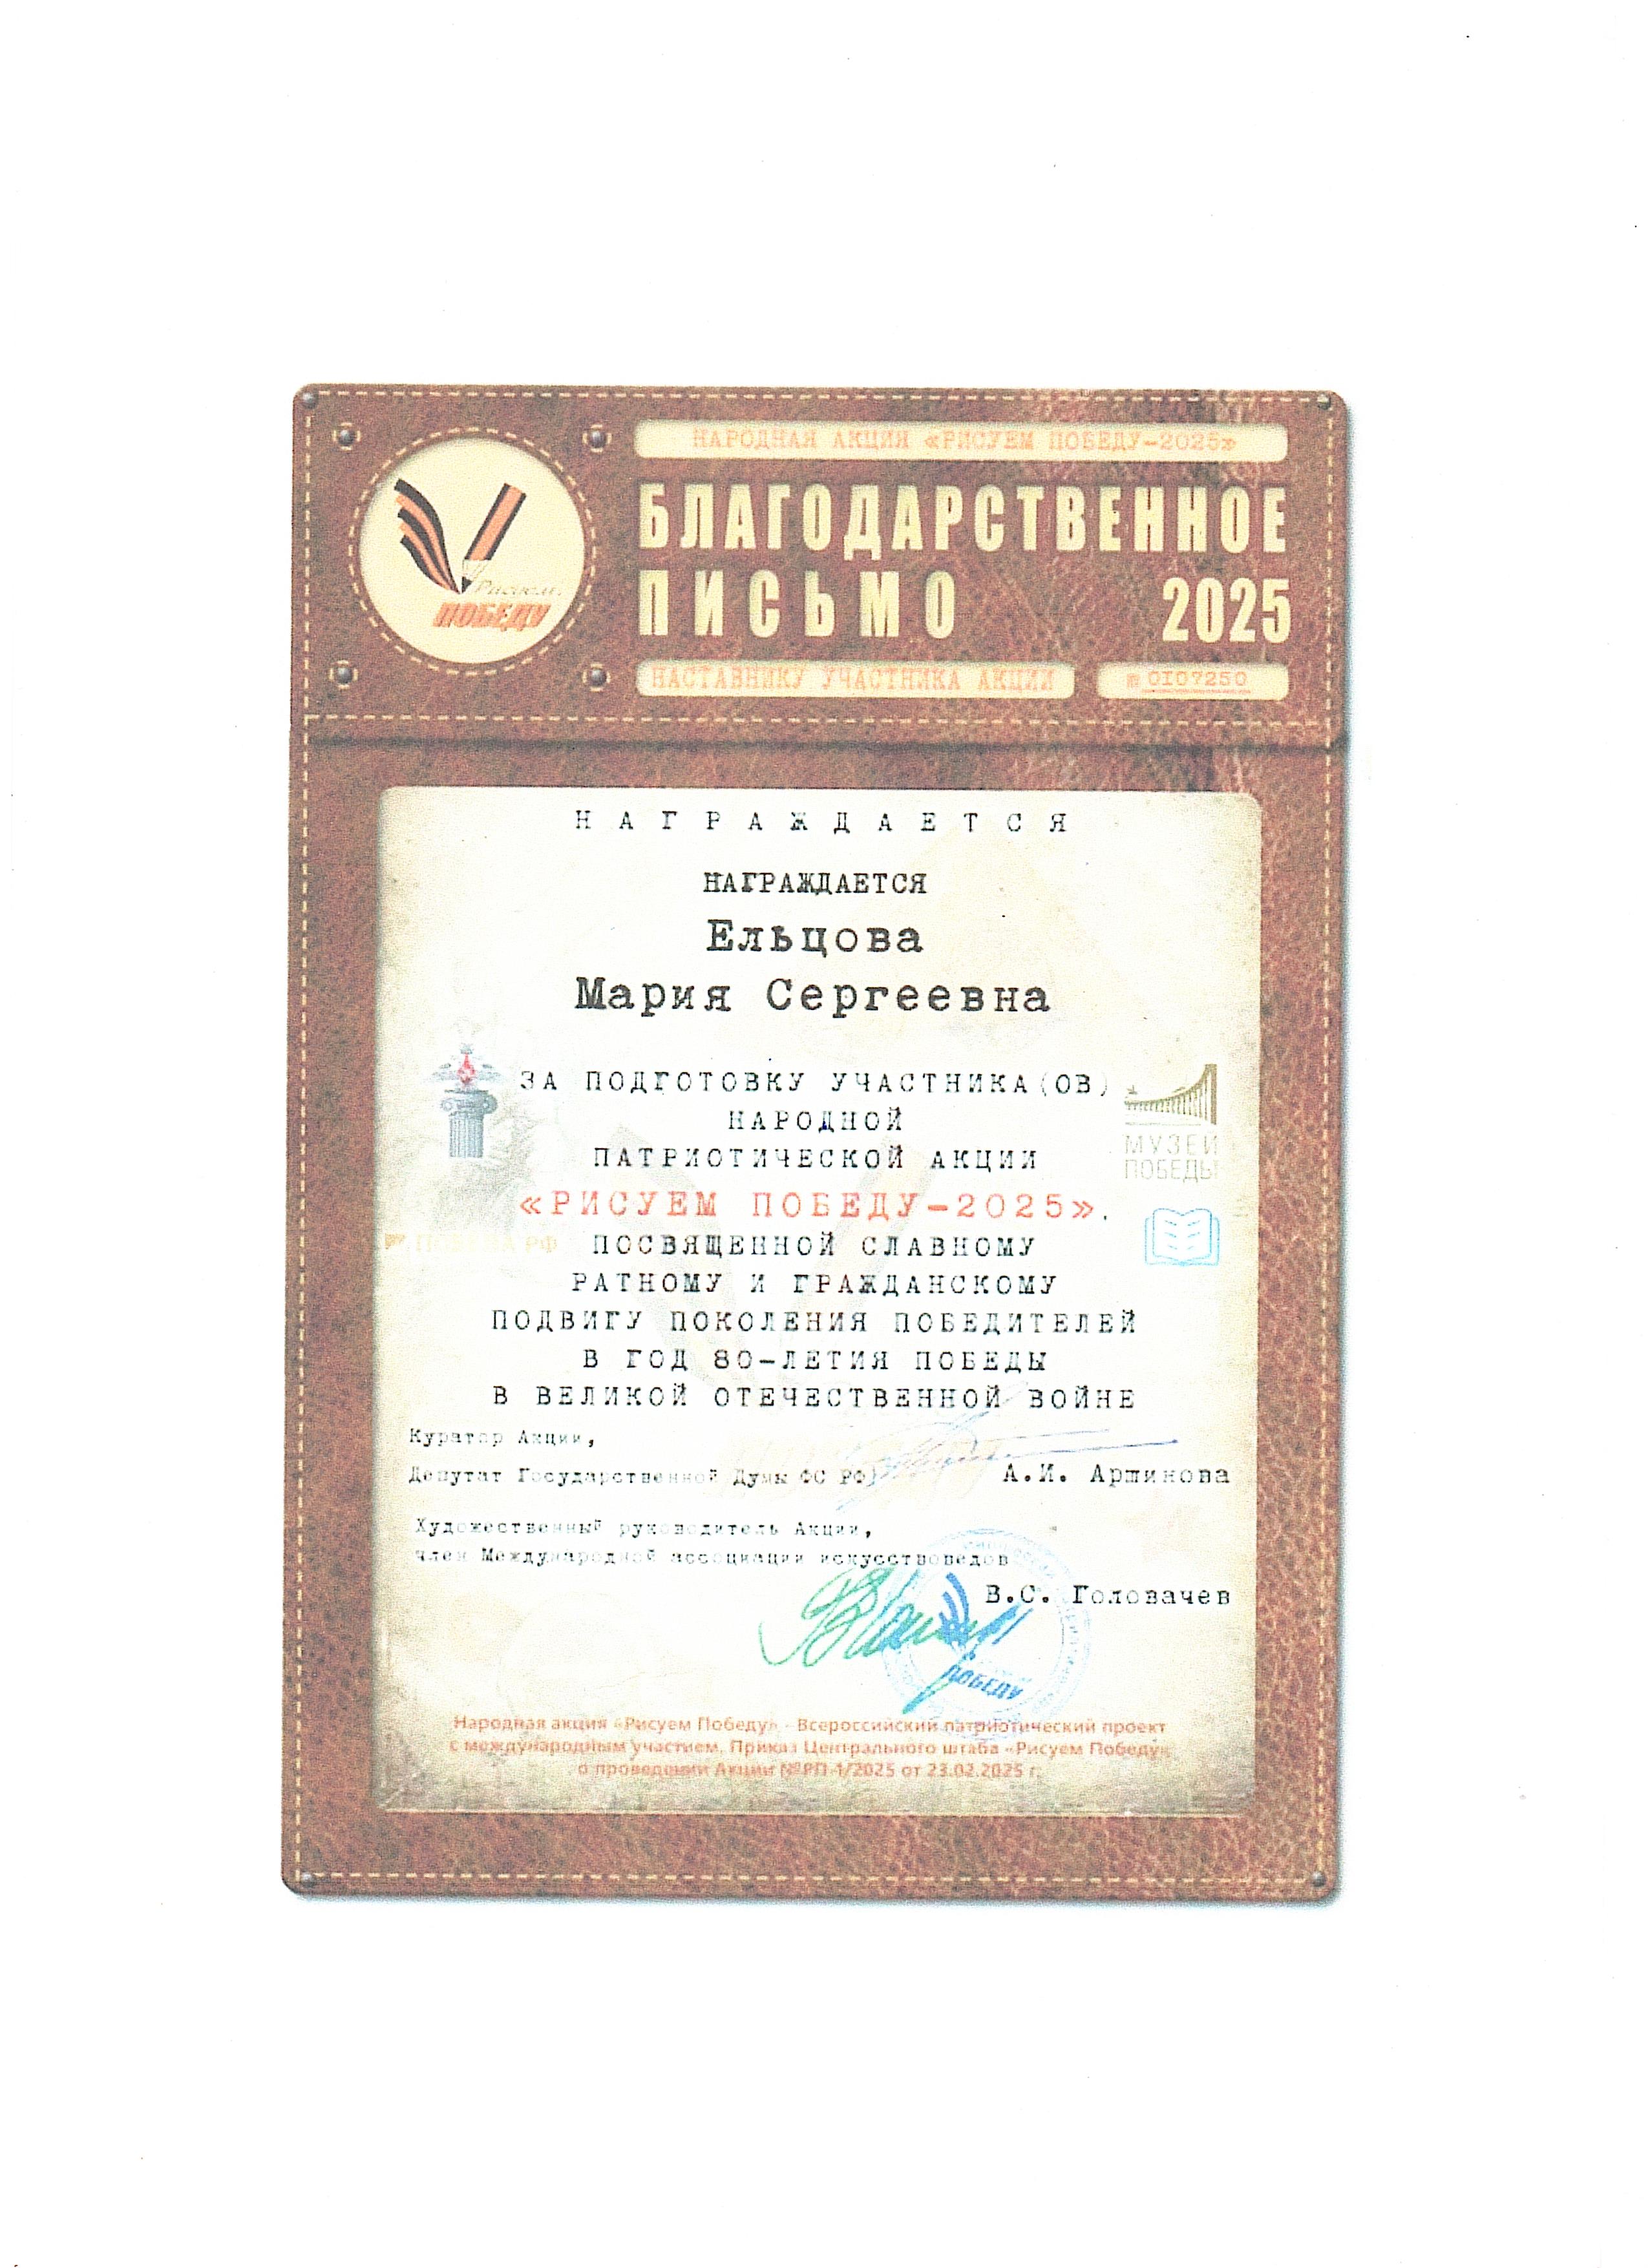 НАРОДНАЯ АКЦИЯ «РИСУЕМ ПОБЕДУ-2025»
БЛАГОДАРСТВЕННОЕ
ПИСЬМО 2025
Рисуем
ПОБЕДУ
НАСТАВНИКУ УЧАСТНИКА АКЦИИ № 0107250
НАГРАЖДАЕТСЯ
НАГРАЖДАЕТСЯ
Ельцова
Мария Сергеевна
ЗА ПОДГОТОВКУ УЧАСТНИКА(ОВ)
НАРОДНОЙ
ПАТРИОТИЧЕСКОЙ АКЦИИ
«РИСУЕМ ПОБЕДУ-2025»,
ПОСВЯЩЕННОЙ СЛАВНОМУ
РАТНОМУ И ГРАЖДАНСКОМУ
ПОДВИГУ ПОКОЛЕНИЯ ПОБЕДИТЕЛЕЙ
В ГОД 80-ЛЕТИЯ ПОБЕДЫ
В ВЕЛИКОЙ ОТЕЧЕСТВЕННОЙ ВОЙНЕ
МУЗЕЙ
ПОБЕДЫ
ПОБЕДА РФ
Куратор Акции,
Депутат Государственной Думы ФС РФ) А.И. Аршинова
Художественный руководитель Акции,
член Международной ассоциации искусствоведов
В.С. Головачев
ПОБЕДУ
Народная акция «Рисуем Победу» - Всероссийский патриотический проект
с международным участием. Приказ Центрального штаба «Рисуем Победу»
о проведении Акции №РП-1/2025 от 23.02.2025 г.